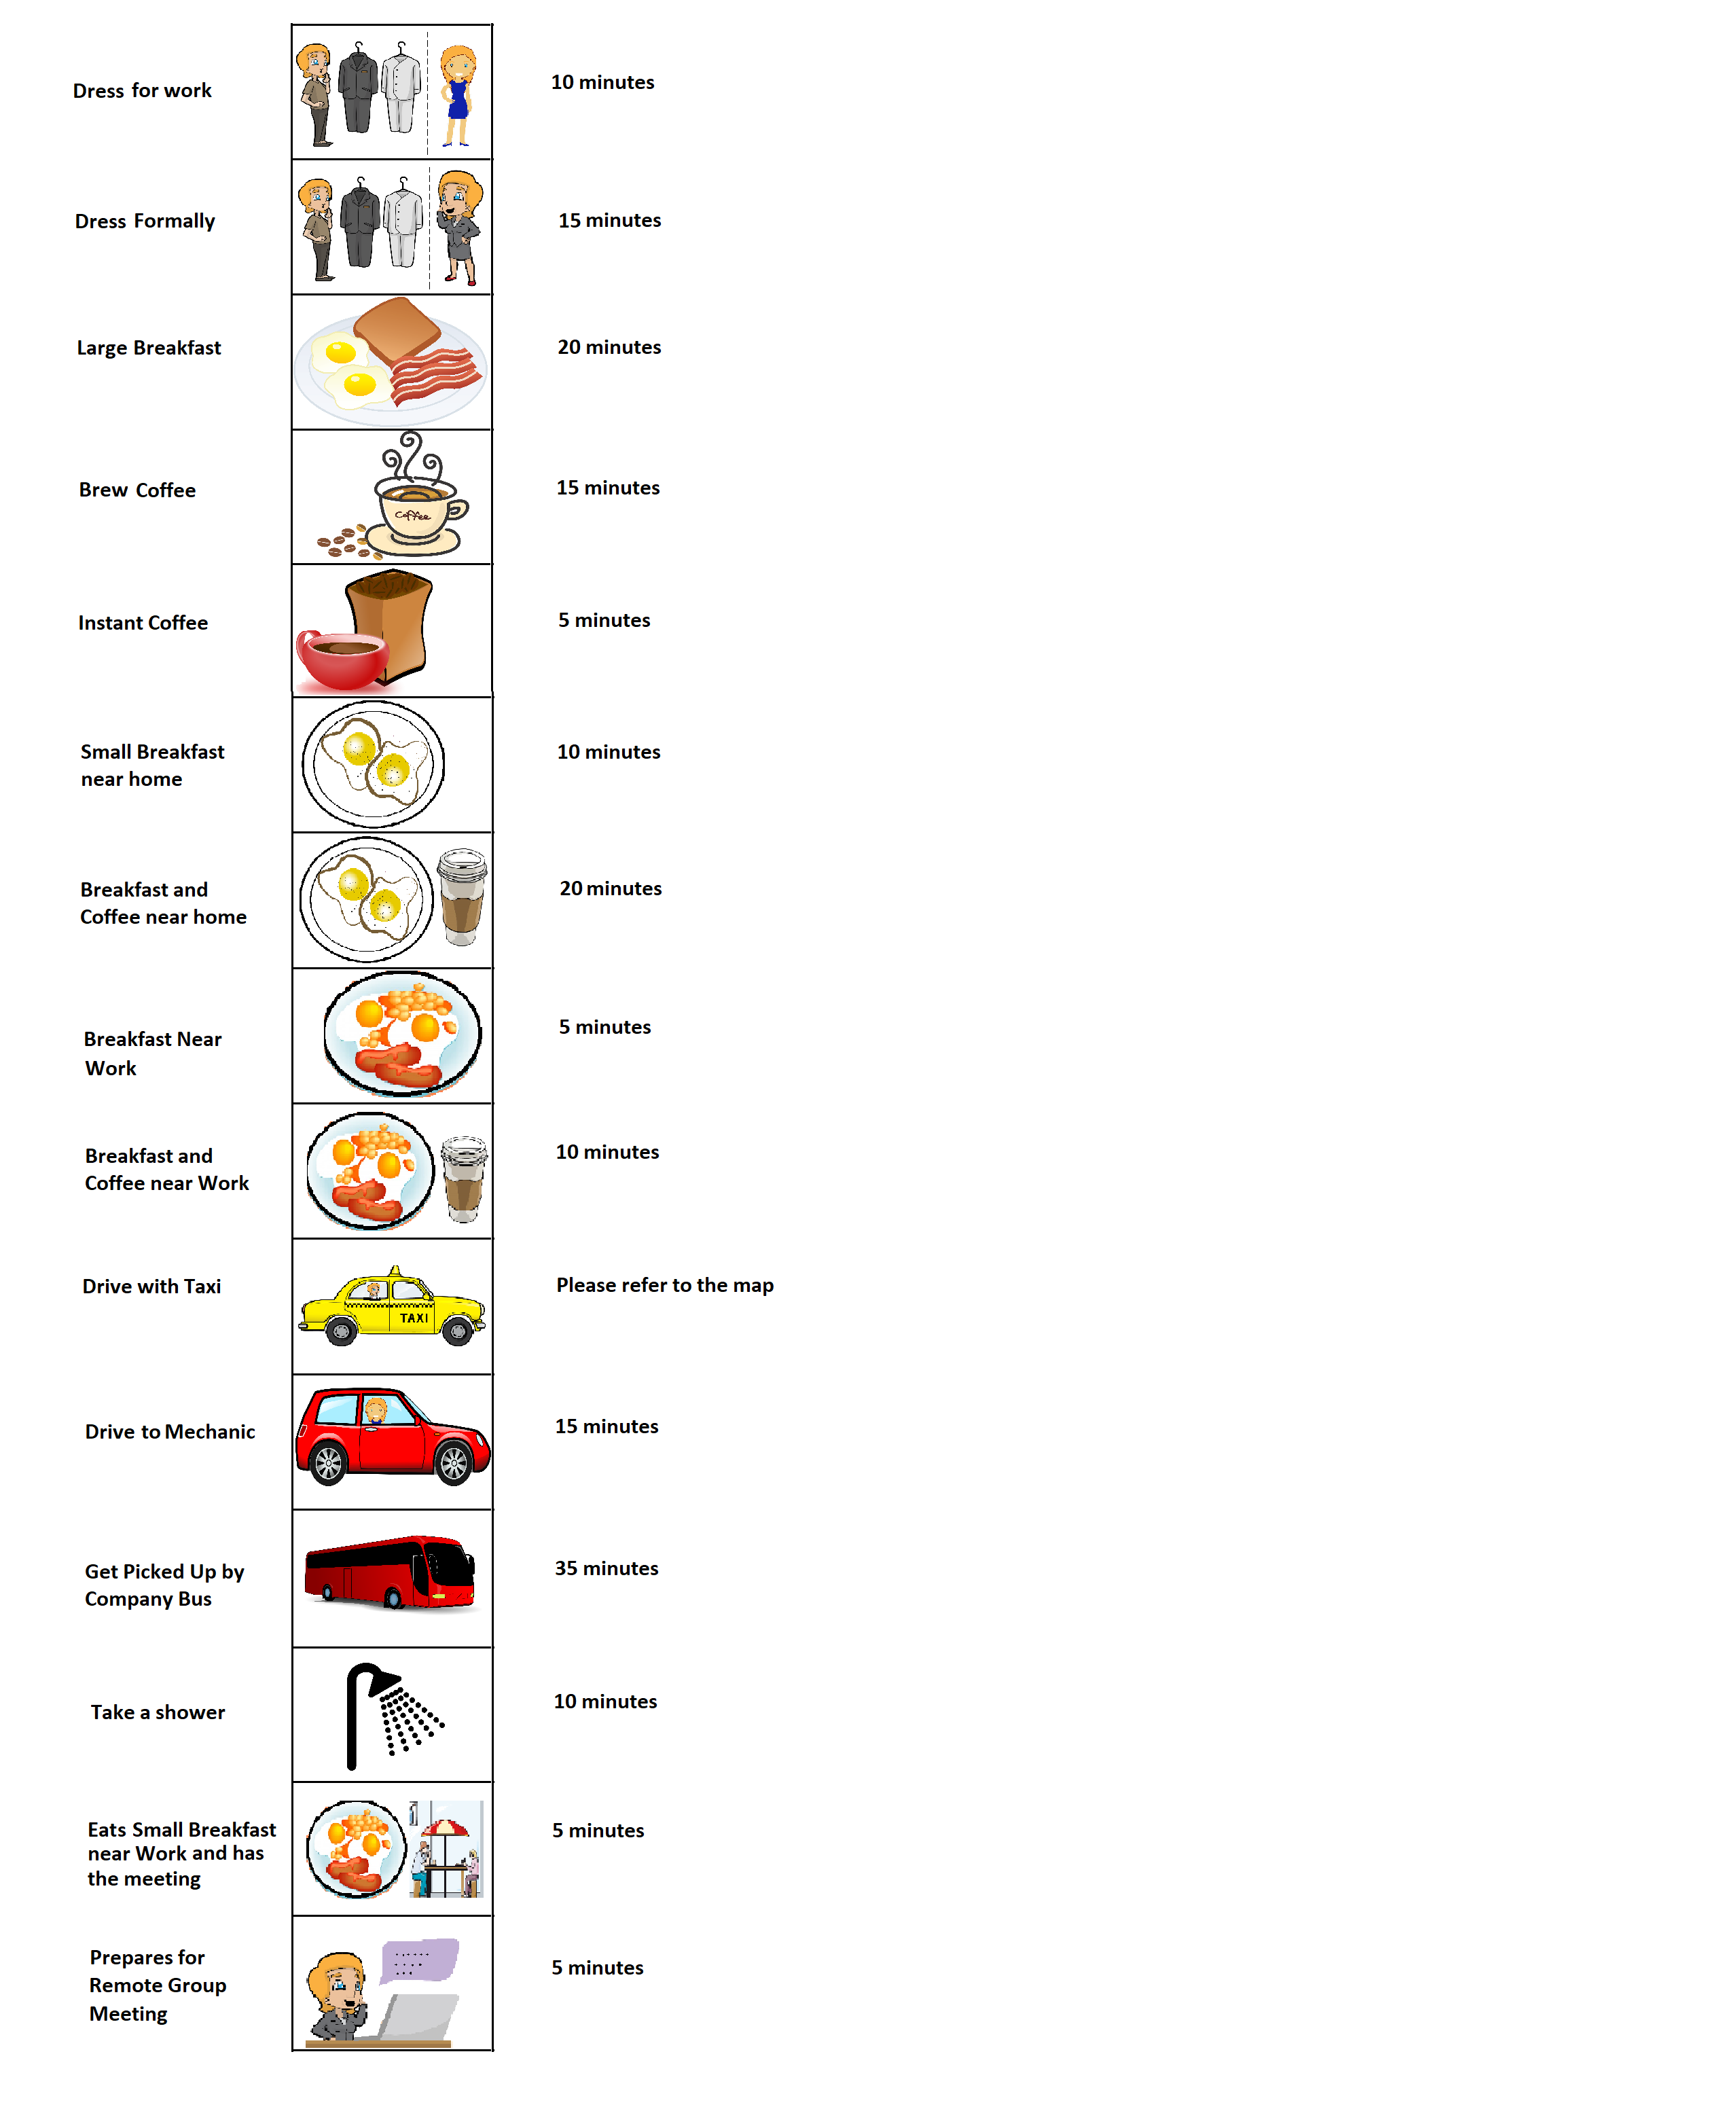 Dress for work
10 minutes
Dress Formally
15 minutes
Large Breakfast
20 minutes
Brew Coffee
Coffee
15 minutes
Instant Coffee
5 minutes
Small Breakfast
near home
10 minutes
Breakfast and
Coffee near home
20 minutes
Breakfast Near
Work
5 minutes
Breakfast and
Coffee near Work
10 minutes
Drive with Taxi
TAXI
Please refer to the map
Drive to Mechanic
15 minutes
Get Picked Up by
Company Bus
35 minutes
Take a shower
10 minutes
Eats Small Breakfast
near Work and has
the meeting
5 minutes
Prepares for
Remote Group
Meeting
5 minutes